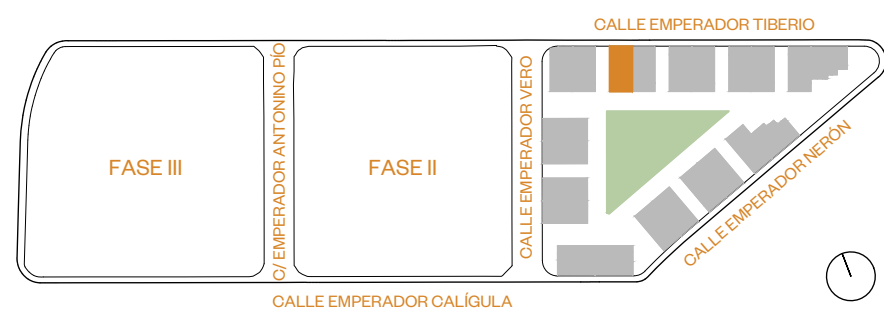 CALLE EMPERADOR TIBERIO
C/ EMPERADOR ANTONINO PÍO
CALLE EMPERADOR VERO
FASE III
FASE II
CALLE EMPERADOR NERÓN
CALLE EMPERADOR CALÍGULA